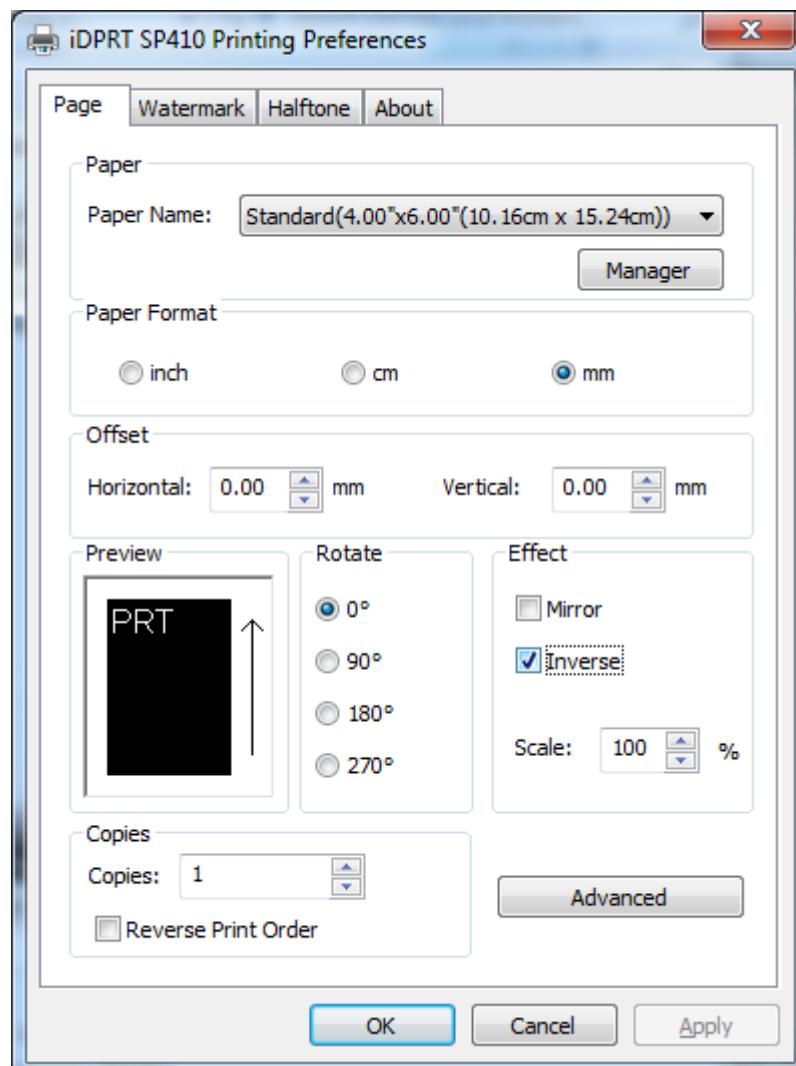 iDPRT SP410 Printing Preferences
Page Watermark Halftone About
Paper
Paper Name: Standard(4.00"x6.00"(10.16cm x 15.24cm))
Manager
Paper Format
inch cm mm
Offset
Horizontal: 0.00 mm Vertical: 0.00 mm
Preview Rotate Effect
PRT
0° Mirror
90° Inverse
180°
270° Scale: 100 %
Copies
Copies: 1
Advanced
Reverse Print Order
OK Cancel Apply